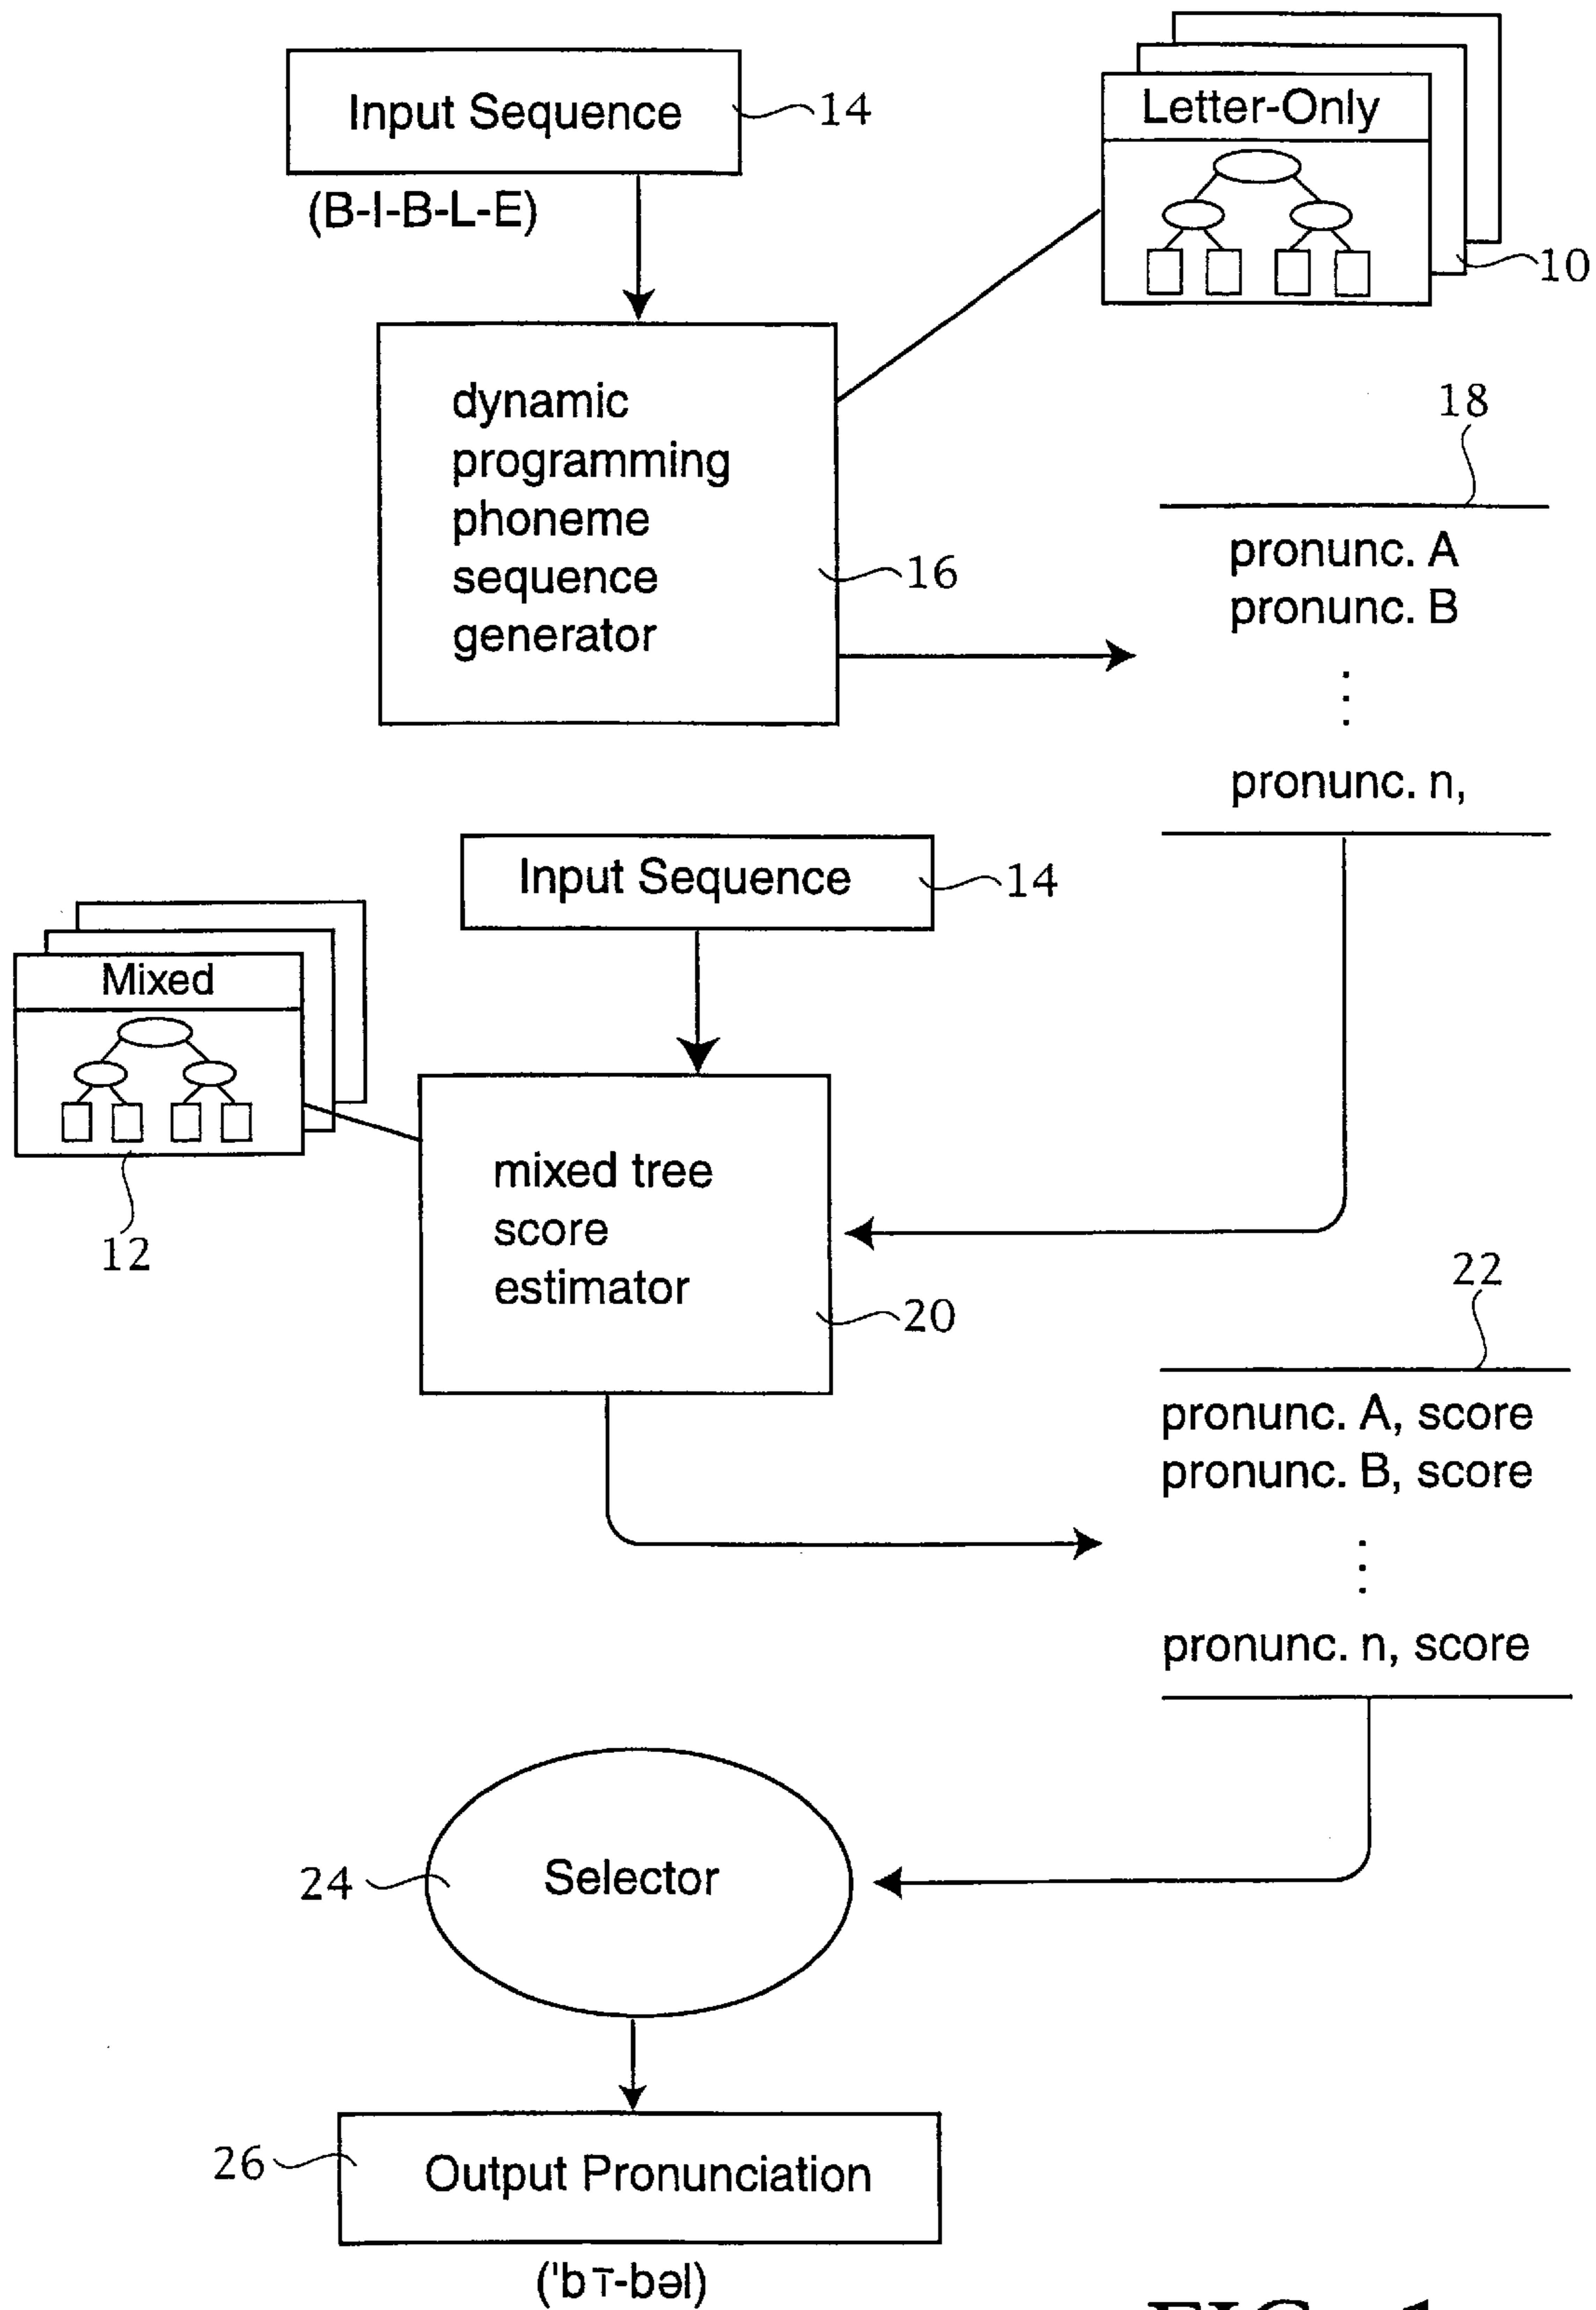 Input Sequence
14
(B-I-B-L-E)
Letter-Only
10
dynamic
programming
phoneme
sequence
generator
16
18
pronunc. A
pronunc. B
⋮
pronunc. n,
Input Sequence
14
Mixed
12
mixed tree
score
estimator
20
22
pronunc. A, score
pronunc. B, score
⋮
pronunc. n, score
24
Selector
26
Output Pronunciation
('bī-bəl)